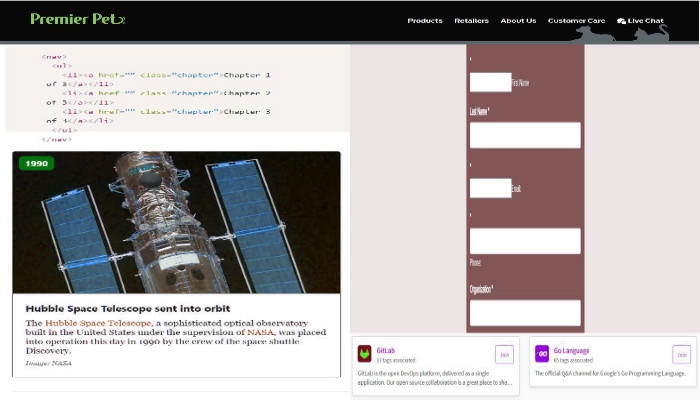 Premier Pet
Products Retailers About Us Customer Care Live Chat
<nav>
<ul>
<li><a href="" class="chapter">Chapter 1
of 3</a></li>
<li><a href="" class="chapter">Chapter 2
of 3</a></li>
<li><a href="" class="chapter">Chapter 3
of 3</a></li>
</ul>
</nav>
1990
Hubble Space Telescope sent into orbit
The Hubble Space Telescope, a sophisticated optical observatory
built in the United States under the supervision of NASA, was placed
into operation this day in 1990 by the crew of the space shuttle
Discovery.
Image: NASA
*
First Name
Last Name *
*
Email:
*
Phone:
Organization *
GitLab
17 tags associated
Join
GitLab is the open DevOps platform, delivered as a single
application. Our open source collaboration is a great place to sha...
Go Language
65 tags associated
Join
The official Q&A channel for Google's Go Programming Language.